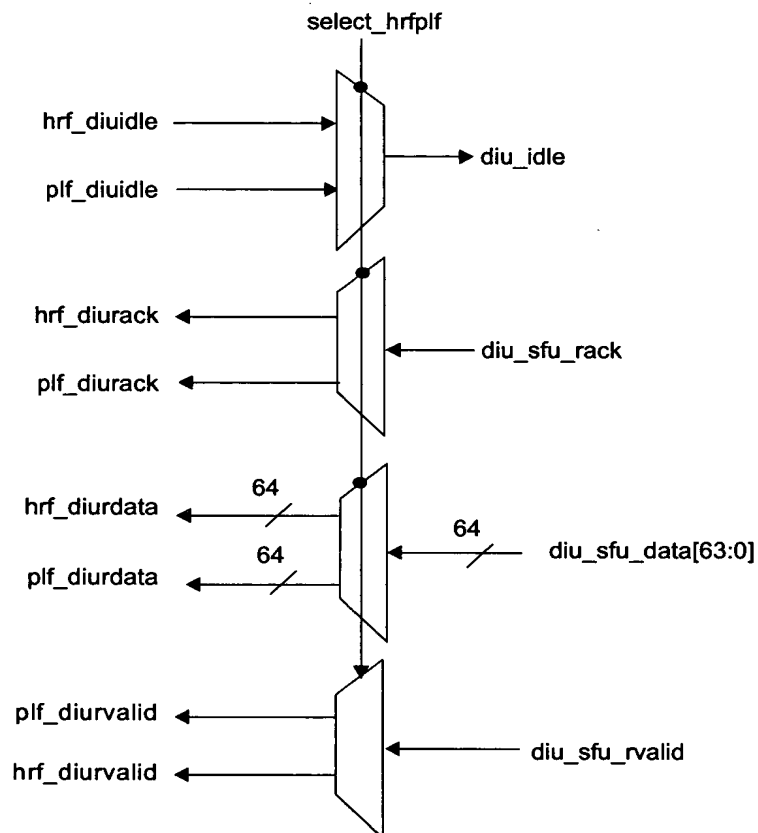 select_hrfplf
hrf_diuidle
diu_idle
plf_diuidle
hrf_diurack
diu_sfu_rack
plf_diurack
64
hrf_diurdata
64
64
diu_sfu_data[63:0]
plf_diurdata
plf_diurvalid
diu_sfu_rvalid
hrf_diurvalid